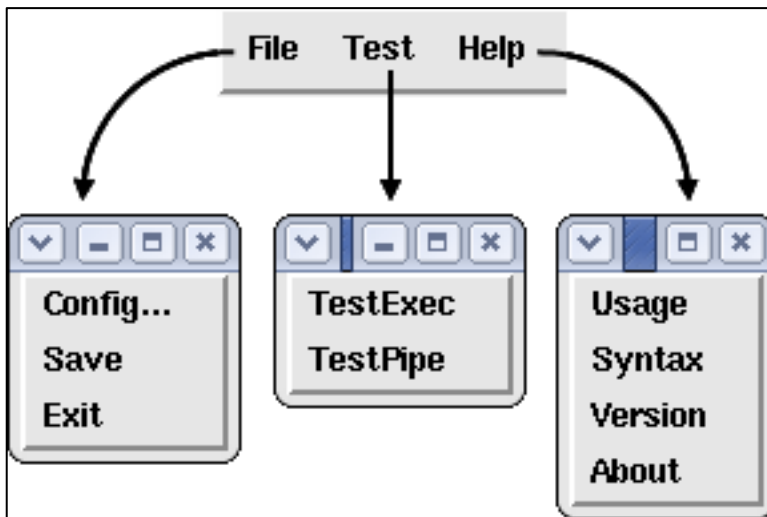 File Test Help
Config...
Save
Exit
TestExec
TestPipe
Usage
Syntax
Version
About